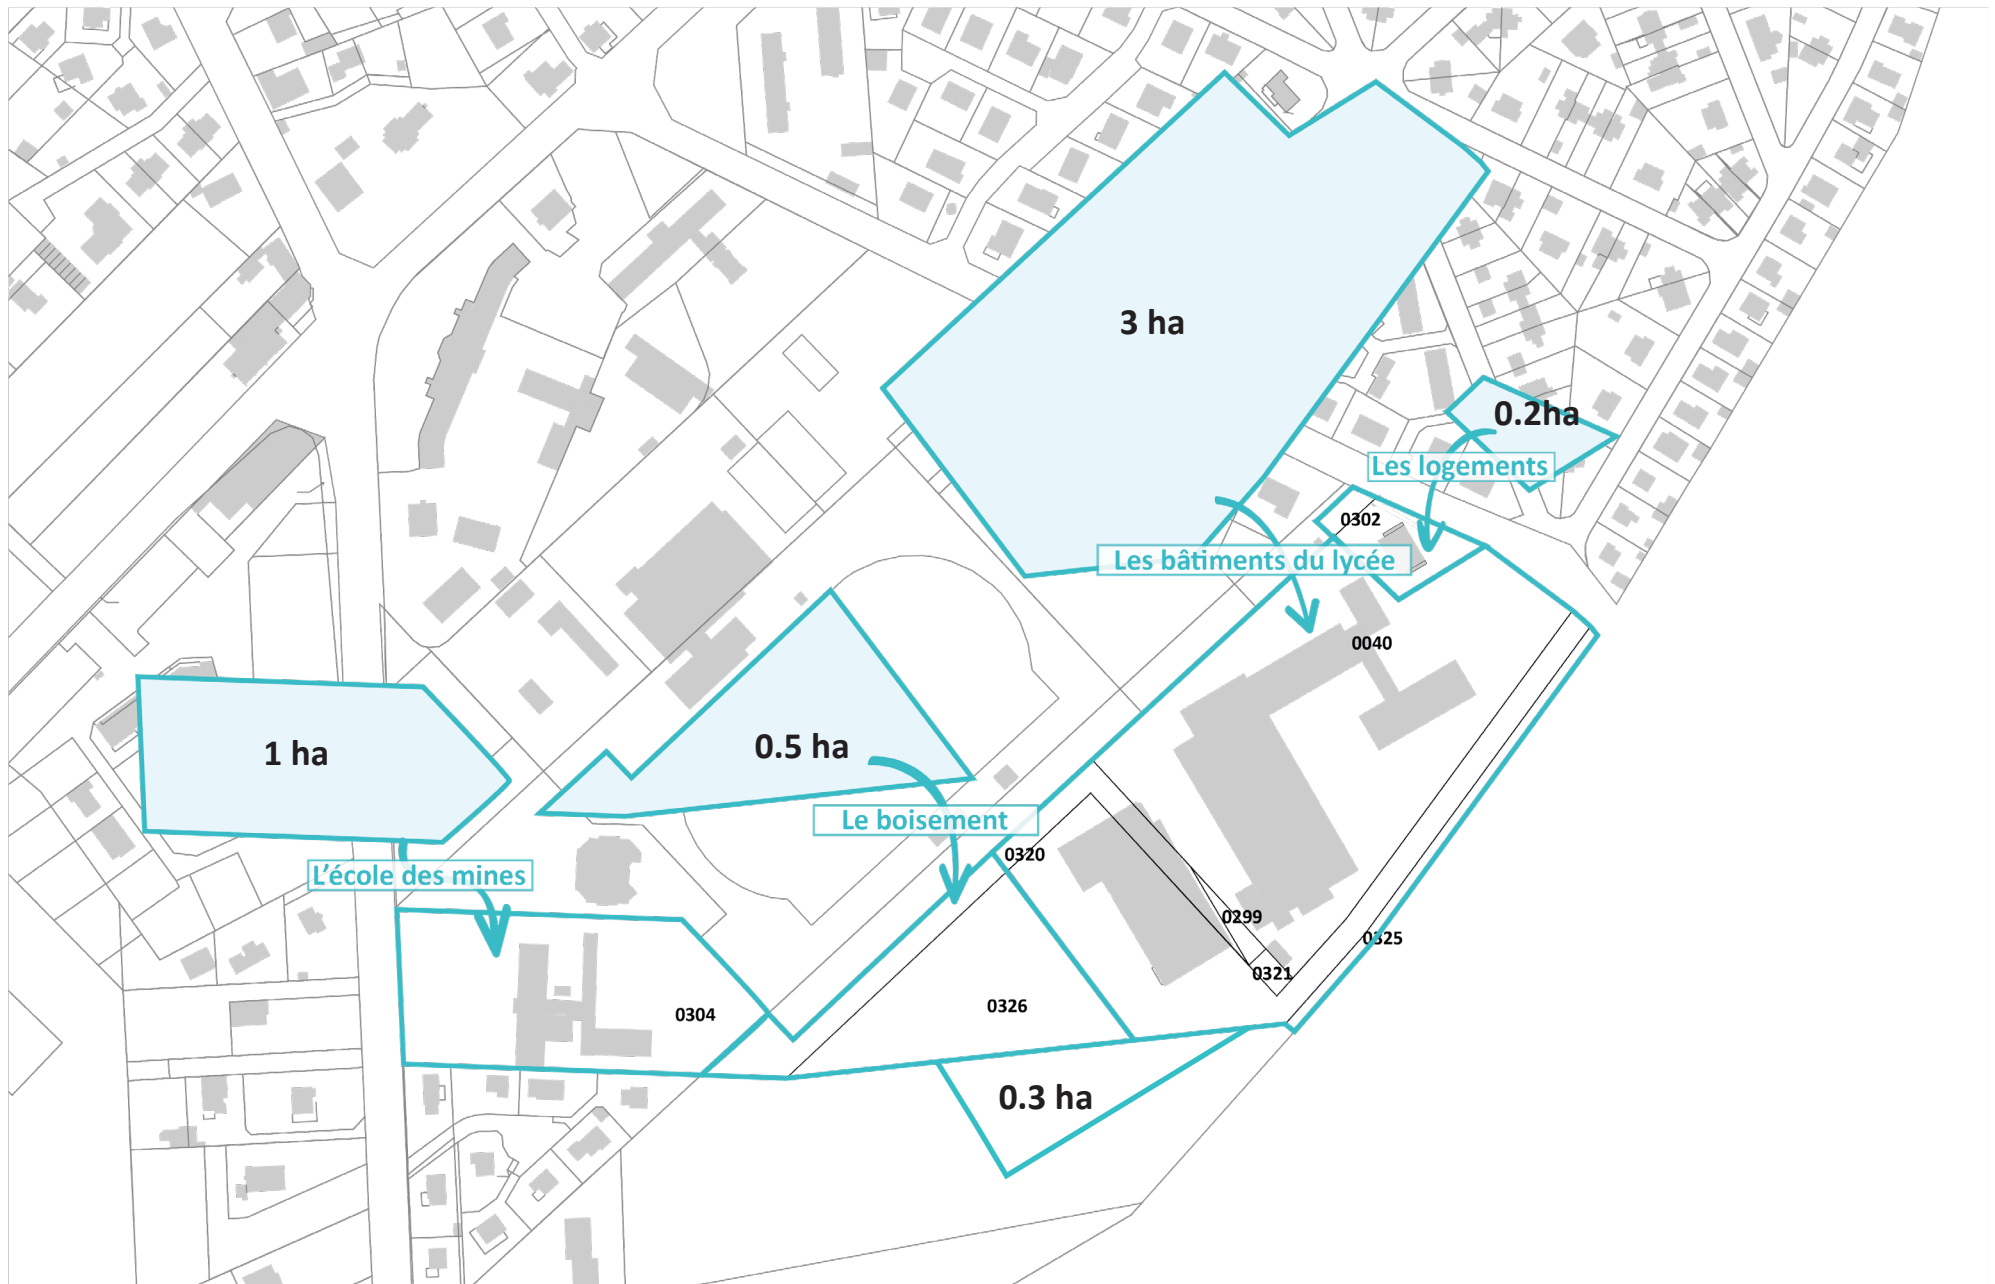 3 ha
0.2ha
Les logements
0302
Les bâtiments du lycée
0040
1 ha
0.5 ha
Le boisement
0320
L'école des mines
0299
0325
0321
0326
0304
0.3 ha